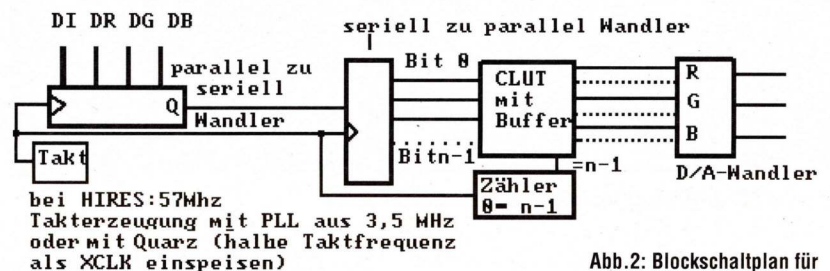 DI DR DG DB
seriell zu parallel Wandler
parallel zu
seriell
Q
Wandler
Takt
Bit 0
Bitn-1
CLUT
mit
Buffer
=n-1
Zähler
0= n-1
R
G
B
D/A-Wandler
bei HIRES:57Mhz
Takterzeugung mit PLL aus 3,5 MHz
oder mit Quarz (halbe Taktfrequenz
als XCLK einspeisen)
Abb.2: Blockschaltplan für